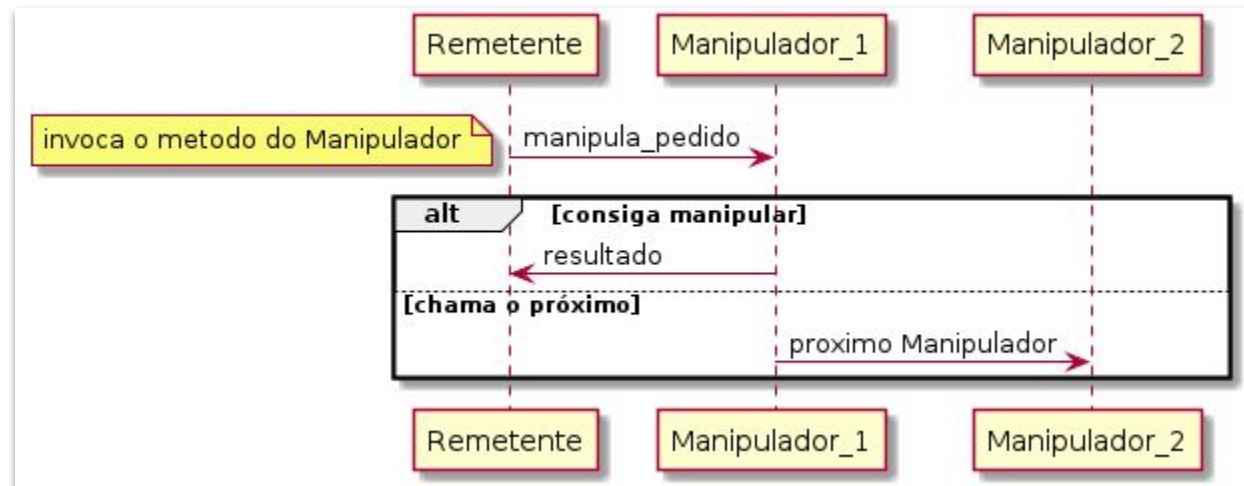 Remetente
Manipulador_1
Manipulador_2
invoca o metodo do Manipulador
manipula_pedido
alt
[consiga manipular]
resultado
[chama o próximo]
proximo Manipulador
Remetente
Manipulador_1
Manipulador_2